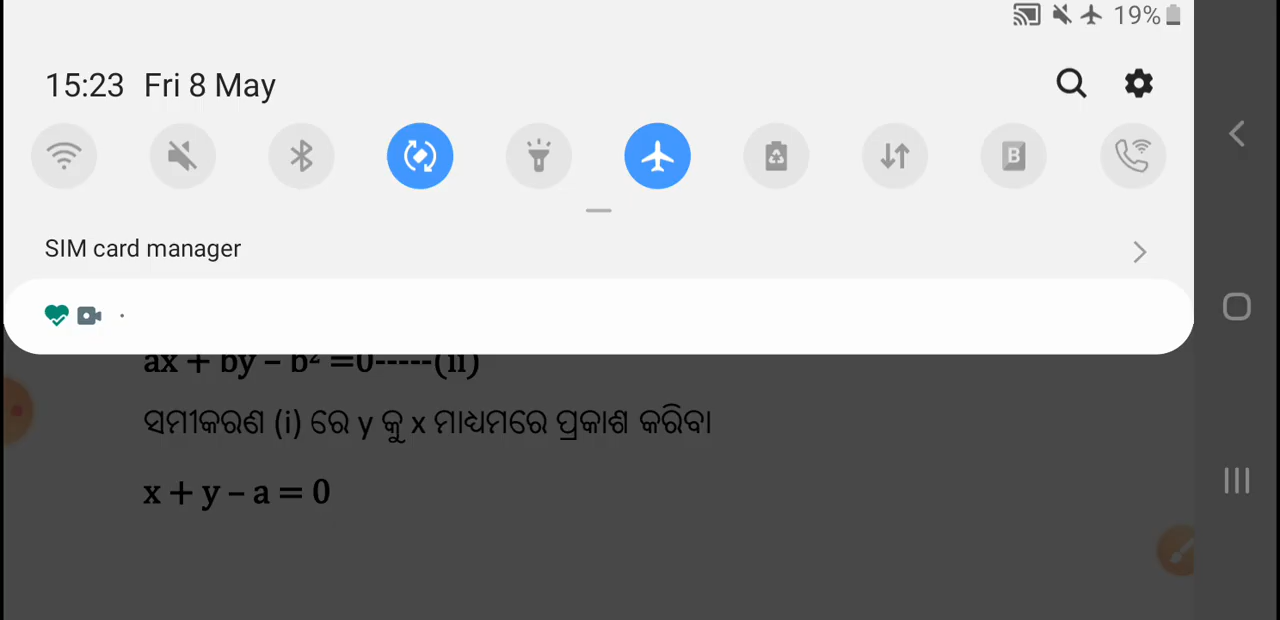 19%
15:23 Fri 8 May
B
SIM card manager
ax + by – b² =0-----(ii)
ସମୀକରଣ (i) ରେ y କୁ x ମାଧ୍ୟମରେ ପ୍ରକାଶ କରିବା
x + y – a = 0